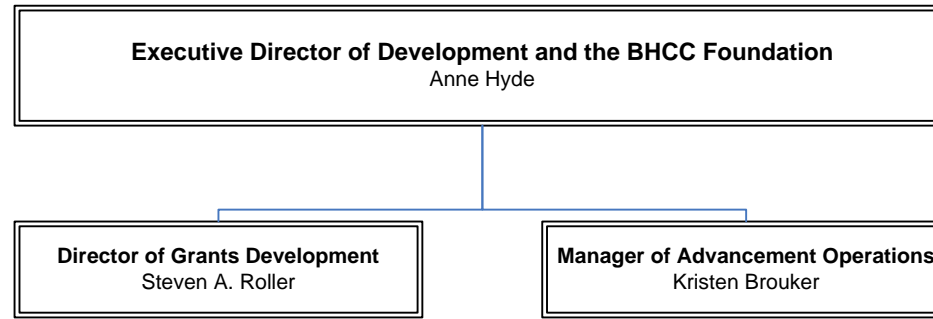 Executive Director of Development and the BHCC Foundation
Anne Hyde
Director of Grants Development
Steven A. Roller
Manager of Advancement Operations
Kristen Brouker